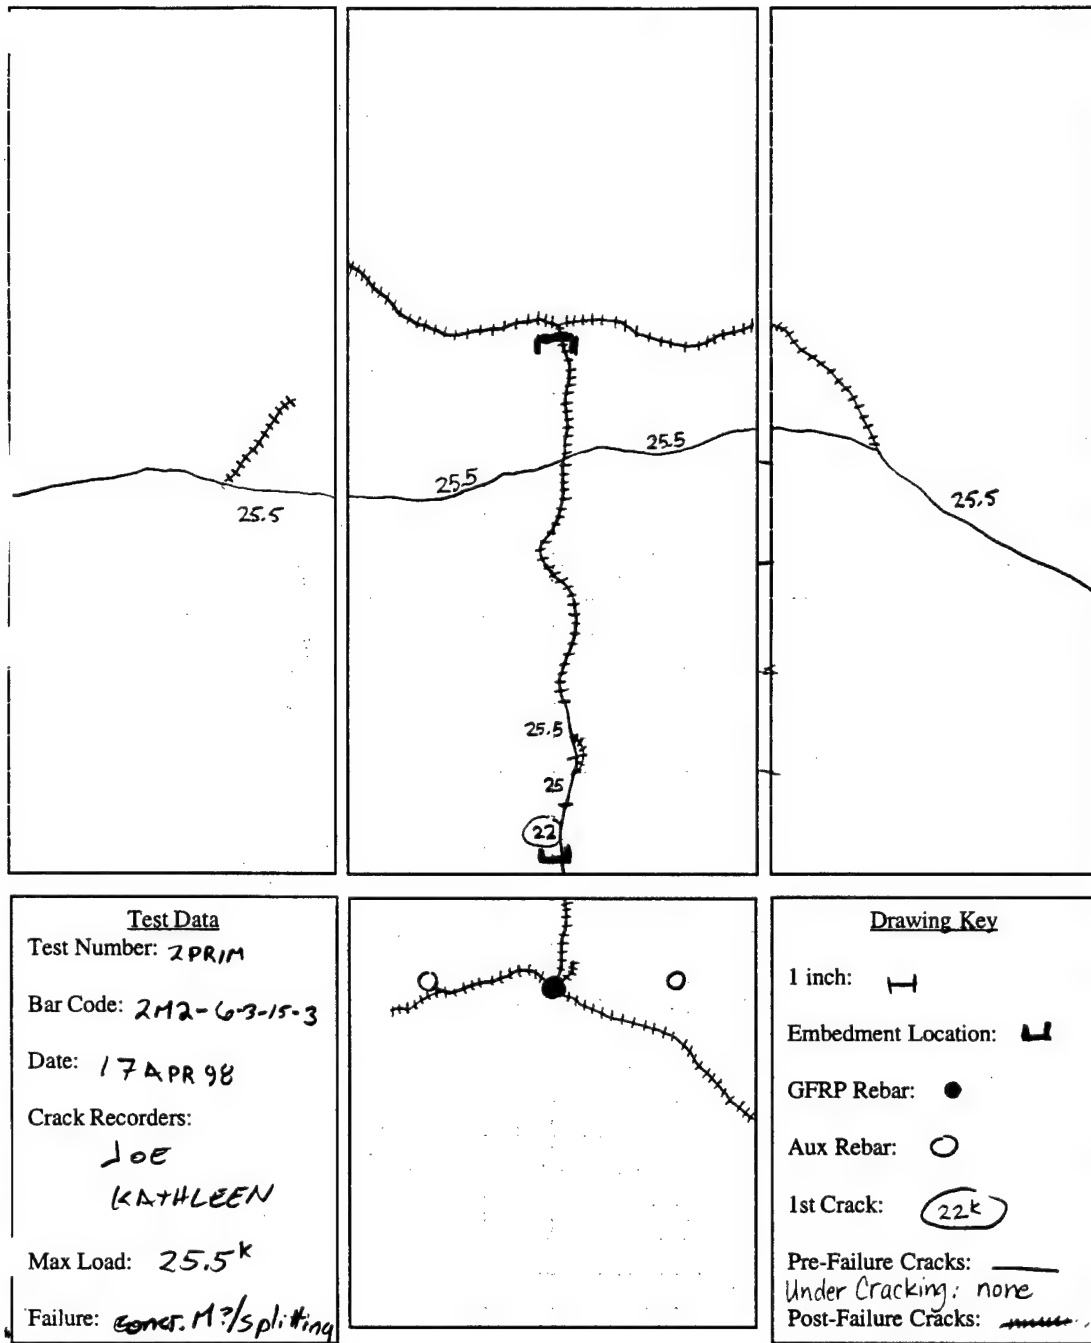 25.5
25.5
25.5
25.5
25.5
25
22
Test Data
Test Number: 2PRIM
Bar Code: 2M2-6-3-15-3
Date: 17 APR 98
Crack Recorders:
JOE
KATHLEEN
Max Load: 25.5 K
Failure: M?/splitting
Drawing Key
1 inch:
Embedment Location:
GFRP Rebar:
Aux Rebar:
1st Crack: 22K
Pre-Failure Cracks:
Under Cracking: none
Post-Failure Cracks: